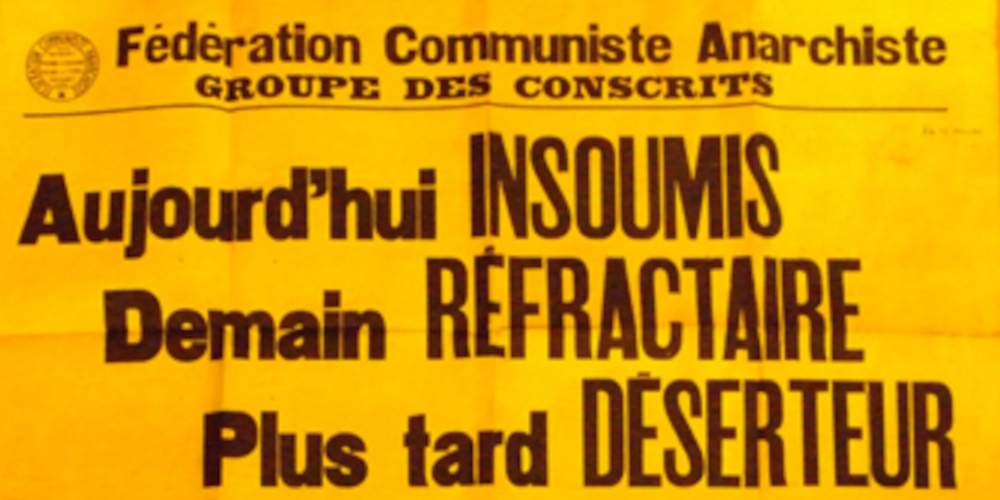 Fédération Communiste Anarchiste
GROUPE DES CONSCRITS
Aujourd'hui INSOUMIS
Demain RÉFRACTAIRE
Plus tard DÉSERTEUR